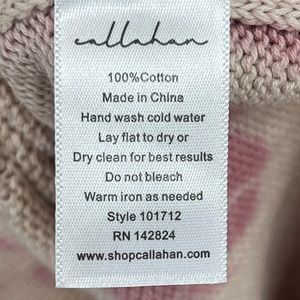 callahan
100%Cotton
Made in China
Hand wash cold water
Lay flat to dry or
Dry clean for best results
Do not bleach
Warm iron as needed
Style 101712
RN 142824
www.shopcallahan.com